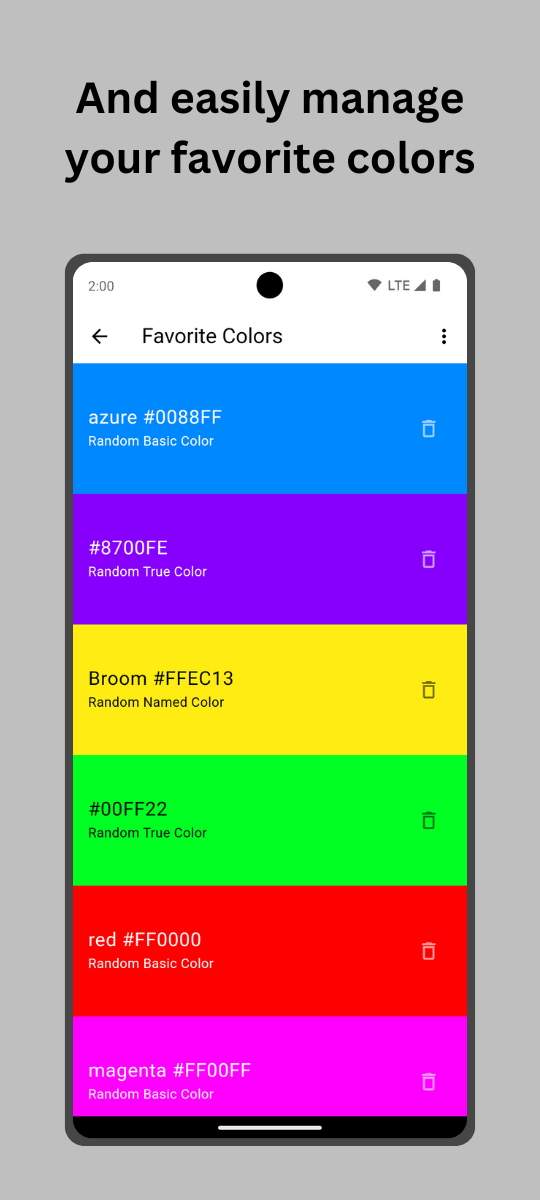 And easily manage
your favorite colors
2:00
LTE
Favorite Colors
azure #0088FF
Random Basic Color
#8700FE
Random True Color
Broom #FFEC13
Random Named Color
#00FF22
Random True Color
red #FF0000
Random Basic Color
magenta #FF00FF
Random Basic Color